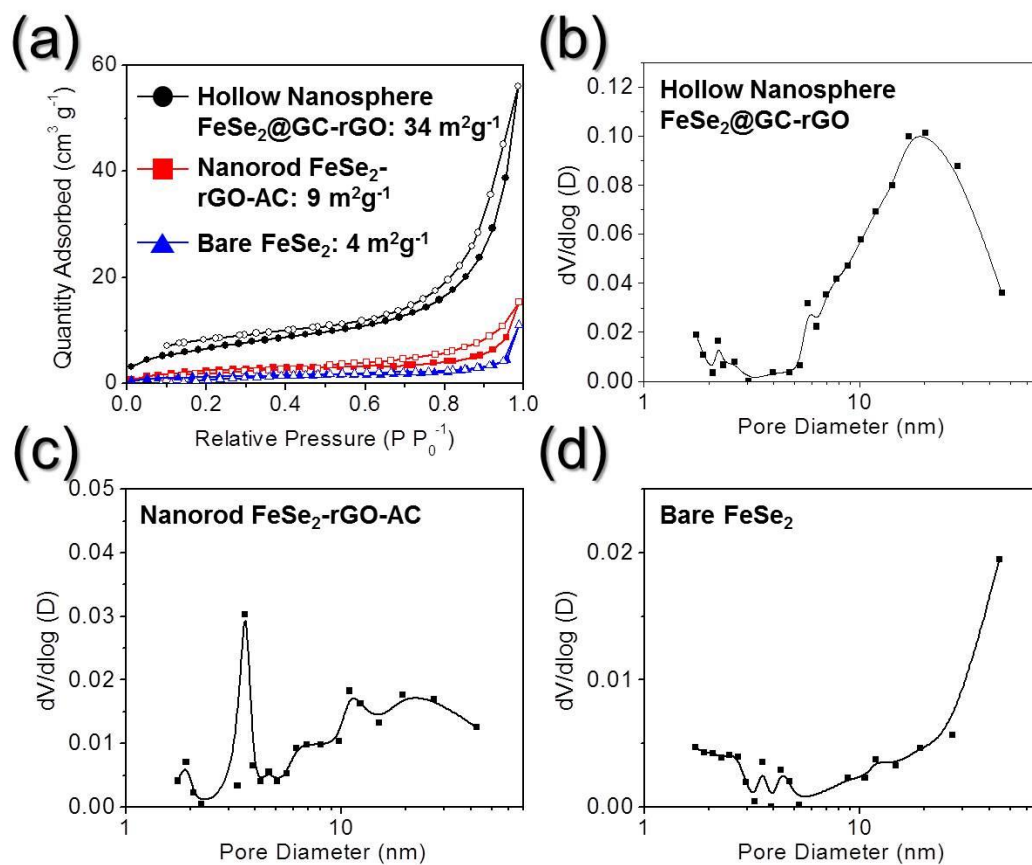 (a)
60
40
20
0
0.0
0.2
0.4
0.6
0.8
1.0
Quantity Adsorbed (cm³ g⁻¹)
Relative Pressure (P P₀⁻¹)
Hollow Nanosphere
FeSe₂@GC-rGO: 34 m²g⁻¹
Nanorod FeSe₂-
rGO-AC: 9 m²g⁻¹
Bare FeSe₂: 4 m²g⁻¹
(b)
0.12
0.10
0.08
0.06
0.04
0.02
0.00
1
10
dV/dlog (D)
Pore Diameter (nm)
Hollow Nanosphere
FeSe₂@GC-rGO
(c)
0.05
0.04
0.03
0.02
0.01
0.00
1
10
dV/dlog (D)
Pore Diameter (nm)
Nanorod FeSe₂-rGO-AC
(d)
0.02
0.01
0.00
1
10
dV/dlog (D)
Pore Diameter (nm)
Bare FeSe₂